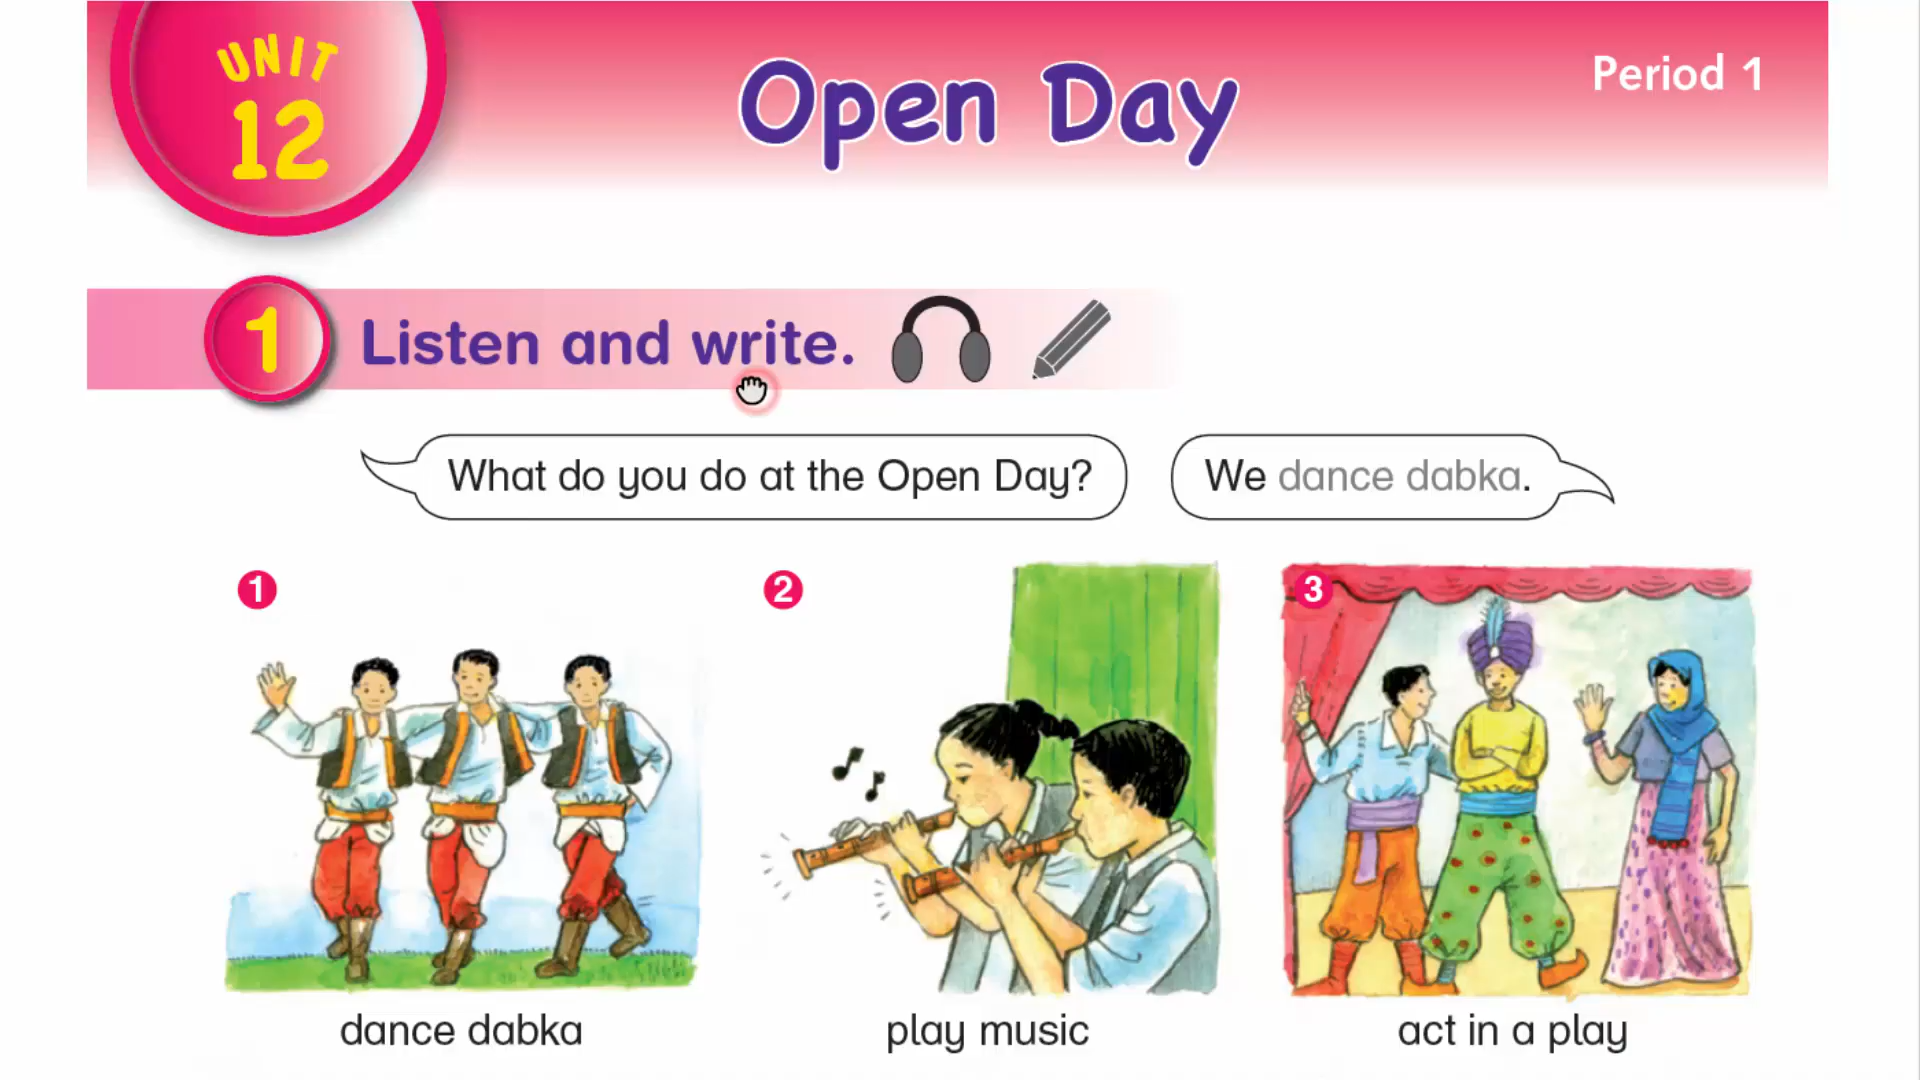 UNIT
12
Open Day
Period 1
1 Listen and write.
What do you do at the Open Day?
We dance dabka.
1
2
3
dance dabka
play music
act in a play